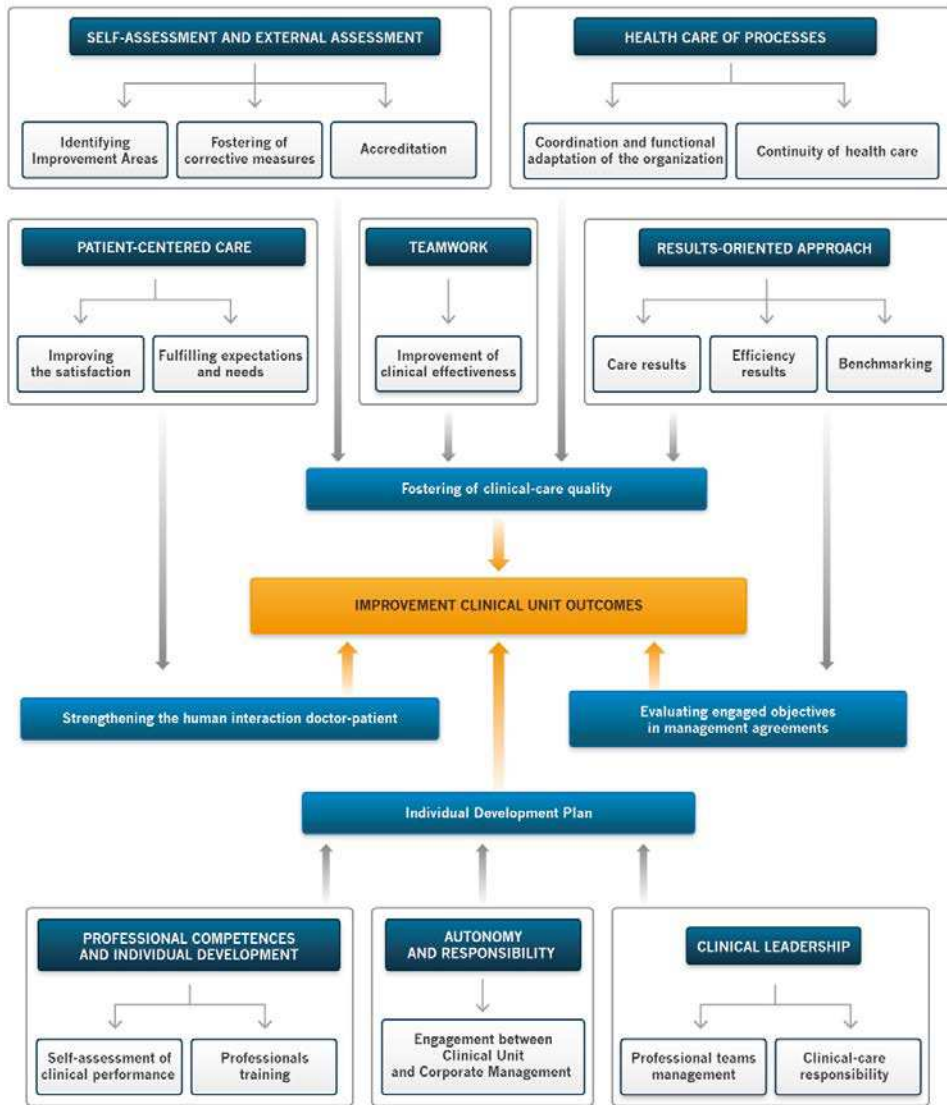 SELF-ASSESSMENT AND EXTERNAL ASSESSMENT
Identifying
Improvement Areas
Fostering of
corrective measures
Accreditation
HEALTH CARE OF PROCESSES
Coordination and functional
adaptation of the organization
Continuity of health care
PATIENT-CENTERED CARE
Improving
the satisfaction
Fulfilling expectations
and needs
TEAMWORK
Improvement of
clinical effectiveness
RESULTS-ORIENTED APPROACH
Care results
Efficiency
results
Benchmarking
Fostering of clinical-care quality
IMPROVEMENT CLINICAL UNIT OUTCOMES
Strengthening the human interaction doctor-patient
Evaluating engaged objectives
in management agreements
Individual Development Plan
PROFESSIONAL COMPETENCES
AND INDIVIDUAL DEVELOPMENT
Self-assessment of
clinical performance
Professionals
training
AUTONOMY
AND RESPONSIBILITY
Engagement between
Clinical Unit
and Corporate Management
CLINICAL LEADERSHIP
Professional teams
management
Clinical-care
responsibility